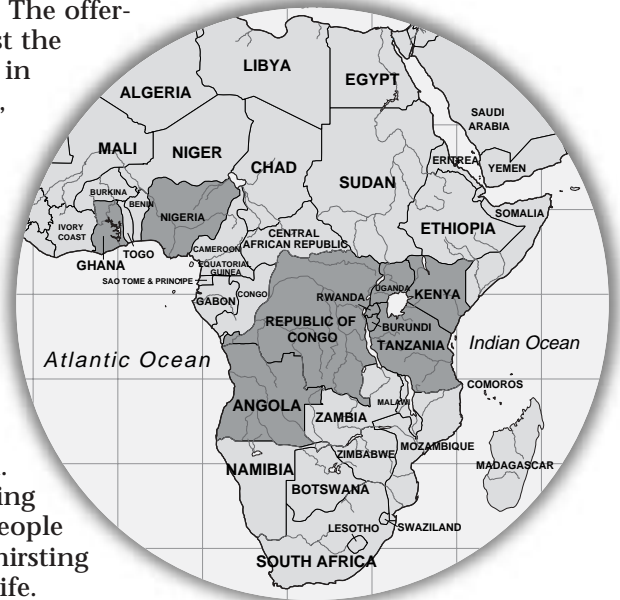 The offer-
st the
in
,
LIBYA
EGYPT
ALGERIA
SAUDI
ARABIA
MALI
NIGER
CHAD
ERITREA
YEMEN
SUDAN
BURKINA
BENIN
NIGERIA
SOMALIA
IVORY
COAST
ETHIOPIA
CENTRAL
AFRICAN REPUBLIC
CAMEROON
TOGO
GHANA
EQUATORIAL
GUINEA
SAO TOME & PRINCIPE
UGANDA
KENYA
GABON
CONGO
RWANDA
REPUBLIC OF
CONGO
BURUNDI
TANZANIA
Indian Ocean
Atlantic Ocean
COMOROS
ANGOLA
MALAWI
ZAMBIA
MOZAMBIQUE
ZIMBABWE
MADAGASCAR
NAMIBIA
BOTSWANA
LESOTHO
SWAZILAND
SOUTH AFRICA
.
ing
eople
hirsting
ife.